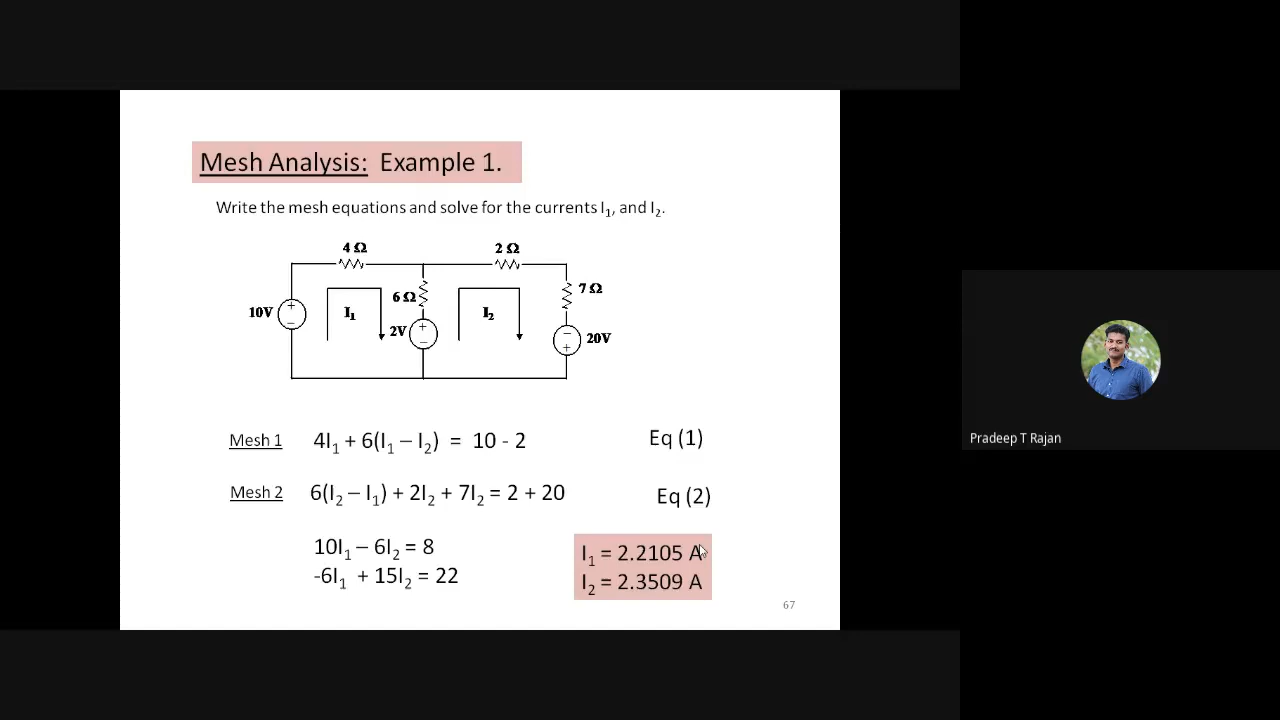 Mesh Analysis: Example 1.
Write the mesh equations and solve for the currents I₁, and I₂.
4 Ω 2 Ω
6 Ω 7 Ω
10V + − I₁ 2V + − I₂ − + 20V
Mesh 1 4I₁ + 6(I₁ – I₂) = 10 - 2 Eq (1)
Mesh 2 6(I₂ – I₁) + 2I₂ + 7I₂ = 2 + 20 Eq (2)
10I₁ – 6I₂ = 8
-6I₁ + 15I₂ = 22
I₁ = 2.2105 A
I₂ = 2.3509 A
67
Pradeep T Rajan